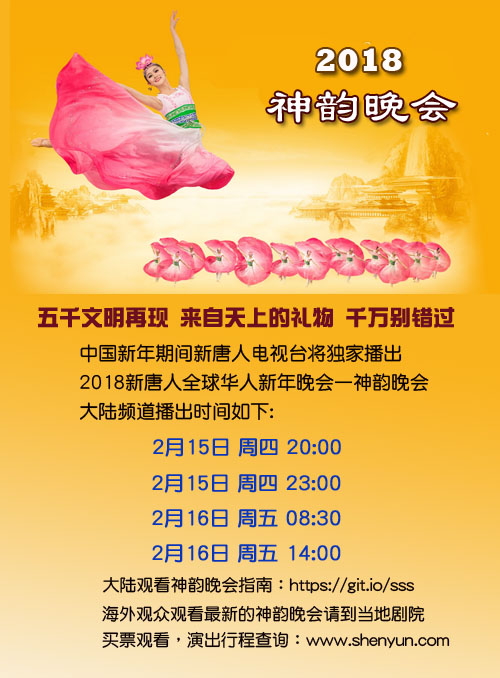 2018
神韵晚会
五千文明再现 来自天上的礼物 千万别错过
中国新年期间新唐人电视台将独家播出
2018新唐人全球华人新年晚会—神韵晚会
大陆频道播出时间如下:
2月15日 周四 20:00
2月15日 周四 23:00
2月16日 周五 08:30
2月16日 周五 14:00
大陆观看神韵晚会指南：https://git.io/sss
海外观众观看最新的神韵晚会请到当地剧院
买票观看，演出行程查询：www.shenyun.com